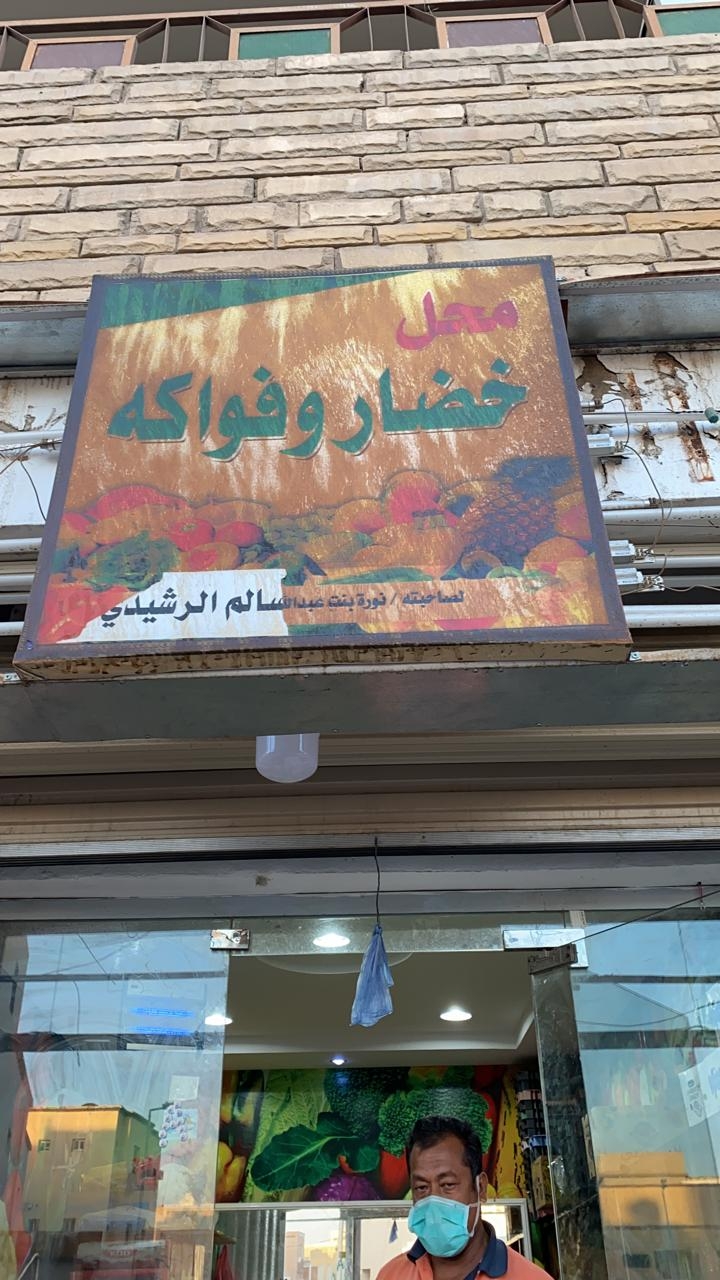 محل
خضار وفواكه
لصاحبته / نورة بنت عبدالله سالم الرشيدي